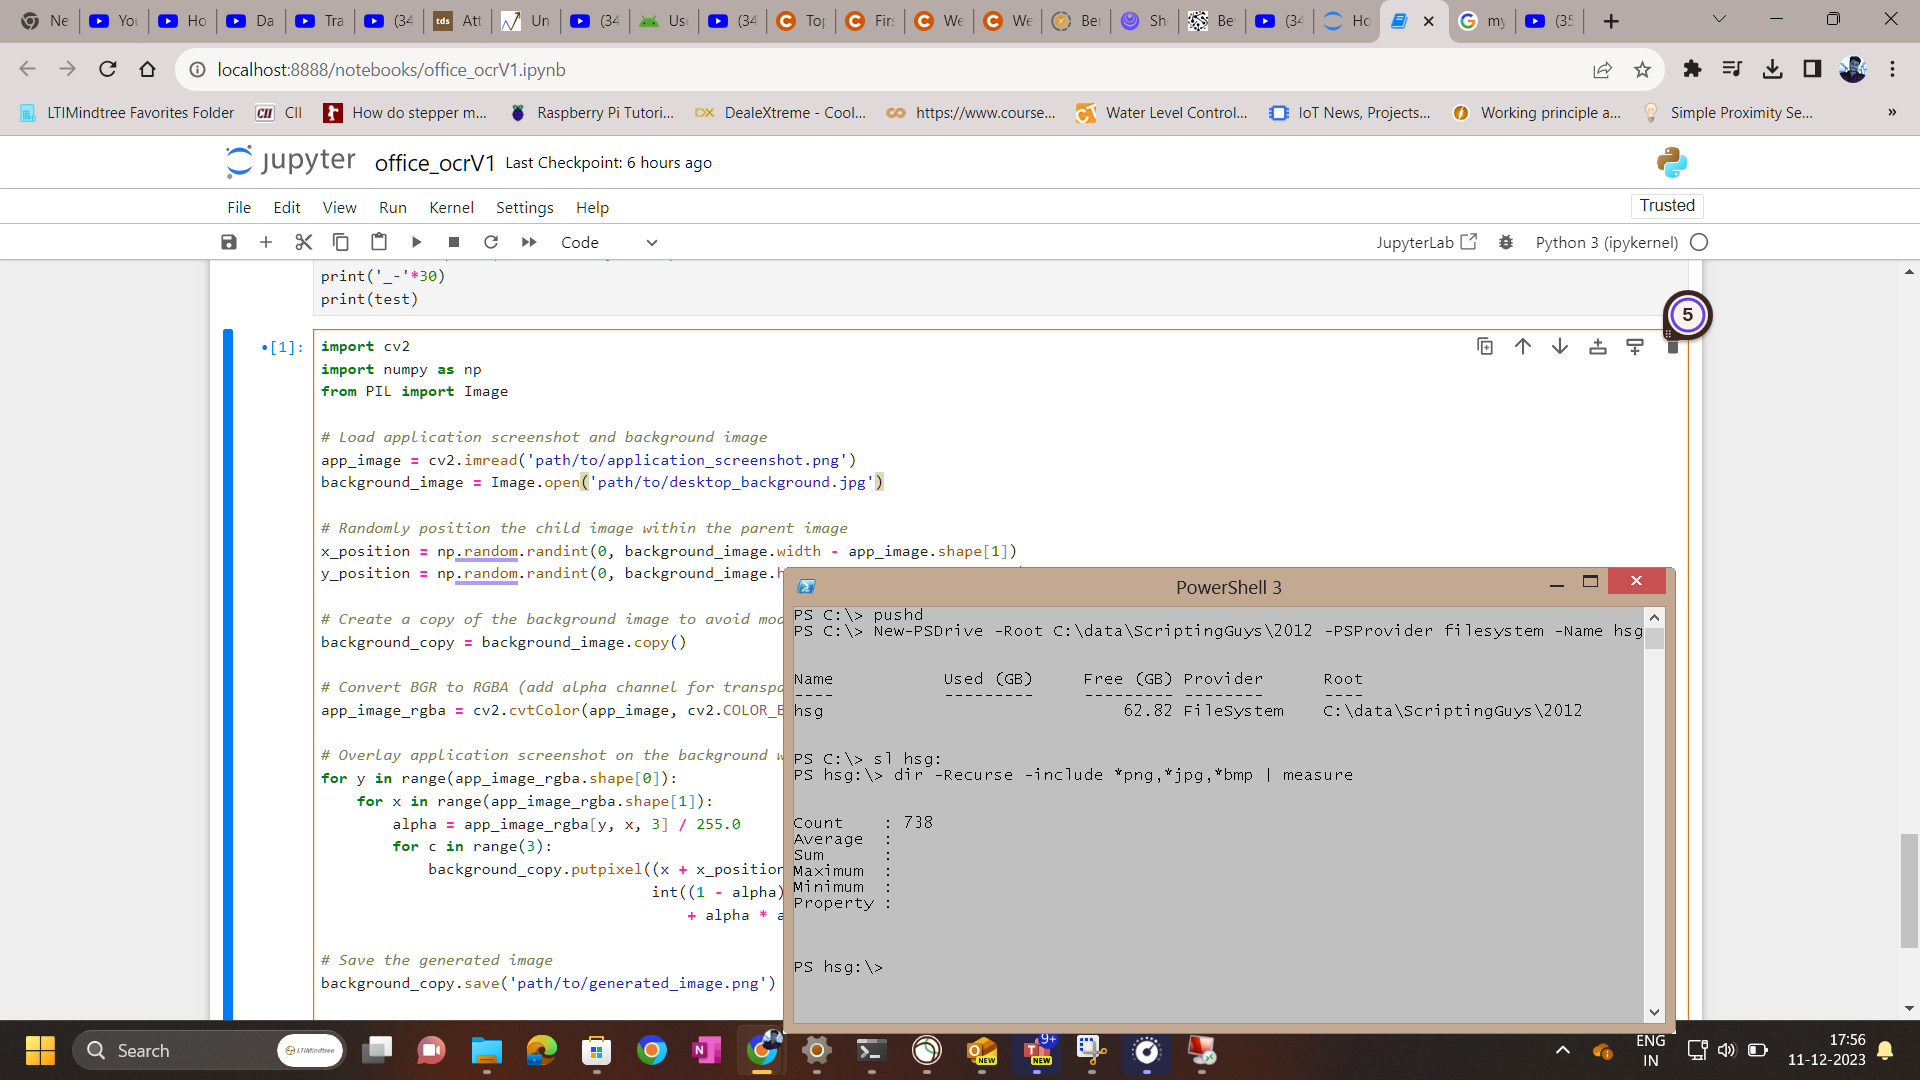 Ne
You
Ho
Da
Tra
(34
tds Att
Un
(34
Use
(34
Top
Firs
We
We
Ber
She
Be
(34
Ho
my
(35
localhost:8888/notebooks/office_ocrV1.ipynb
LTIMindtree Favorites Folder
CII CII
How do stepper m...
Raspberry Pi Tutori...
DX DealeXtreme - Cool...
https://www.course...
Water Level Control...
IoT News, Projects...
Working principle a...
Simple Proximity Se...
»
jupyter office_ocrV1 Last Checkpoint: 6 hours ago
File Edit View Run Kernel Settings Help
Trusted
Code
JupyterLab
Python 3 (ipykernel)
print('_-'*30)
print(test)
5
•[1]:
import cv2
import numpy as np
from PIL import Image
# Load application screenshot and background image
app_image = cv2.imread('path/to/application_screenshot.png')
background_image = Image.open('path/to/desktop_background.jpg')
# Randomly position the child image within the parent image
x_position = np.random.randint(0, background_image.width - app_image.shape[1])
y_position = np.random.randint(0, background_image.h
# Create a copy of the background image to avoid mod
background_copy = background_image.copy()
# Convert BGR to RGBA (add alpha channel for transpa
app_image_rgba = cv2.cvtColor(app_image, cv2.COLOR_B
# Overlay application screenshot on the background w
for y in range(app_image_rgba.shape[0]):
for x in range(app_image_rgba.shape[1]):
alpha = app_image_rgba[y, x, 3] / 255.0
for c in range(3):
background_copy.putpixel((x + x_position
int((1 - alpha)
+ alpha * a
# Save the generated image
background_copy.save('path/to/generated_image.png')
PowerShell 3
PS C:\> pushd
PS C:\> New-PSDrive -Root C:\data\ScriptingGuys\2012 -PSProvider filesystem -Name hsg
Name Used (GB) Free (GB) Provider Root
---- --------- --------- -------- ----
hsg 62.82 FileSystem C:\data\ScriptingGuys\2012
PS C:\> sl hsg:
PS hsg:\> dir -Recurse -include *png,*jpg,*bmp | measure
Count : 738
Average :
Sum :
Maximum :
Minimum :
Property :
PS hsg:\>
Search
LTIMindtree
N
NEW
9+
NEW
ENG
IN
17:56
11-12-2023